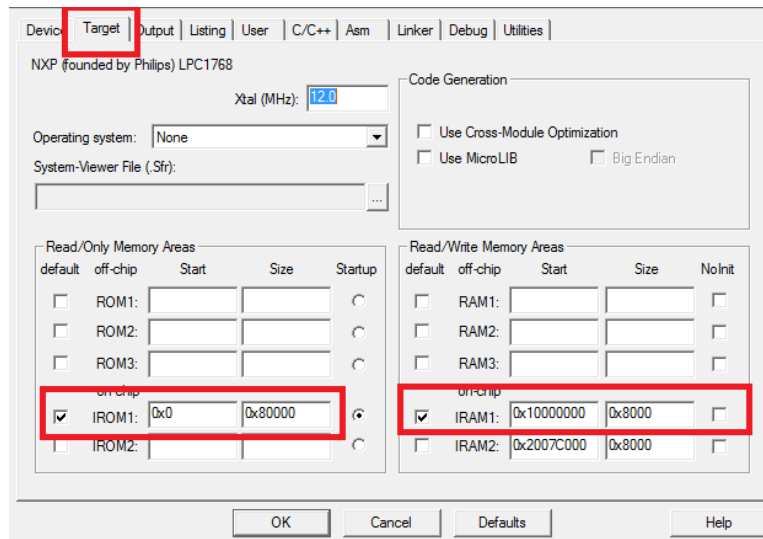 Device Target Output Listing User C/C++ Asm Linker Debug Utilities
NXP (founded by Philips) LPC1768
Xtal (MHz): 12.0
Operating system: None
System-Viewer File (.Sfr):
...
Code Generation
Use Cross-Module Optimization
Use MicroLIB Big Endian
Read/Only Memory Areas
default off-chip Start Size Startup
ROM1:
ROM2:
ROM3:
on-chip
IROM1: 0x0 0x80000
IROM2:
Read/Write Memory Areas
default off-chip Start Size NoInit
RAM1:
RAM2:
RAM3:
on-chip
IRAM1: 0x10000000 0x8000
IRAM2: 0x2007C000 0x8000
OK Cancel Defaults Help